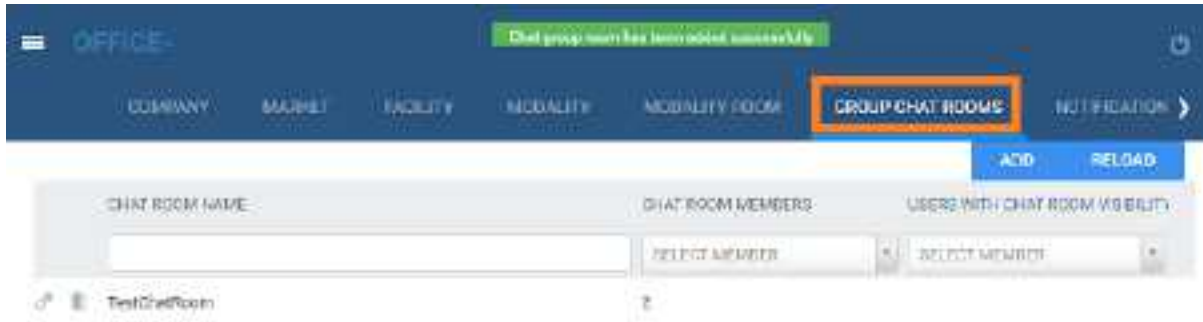 OFFICE-
Chat group room has been added successfully
COMPANY MARKET FACILITY MODALITY MODALITY ROOM GROUP CHAT ROOMS NOTIFICATION
ADD RELOAD
CHAT ROOM NAME CHAT ROOM MEMBERS USERS WITH CHAT ROOM VISIBILITY
SELECT MEMBER SELECT MEMBER
TestChatRoom 2